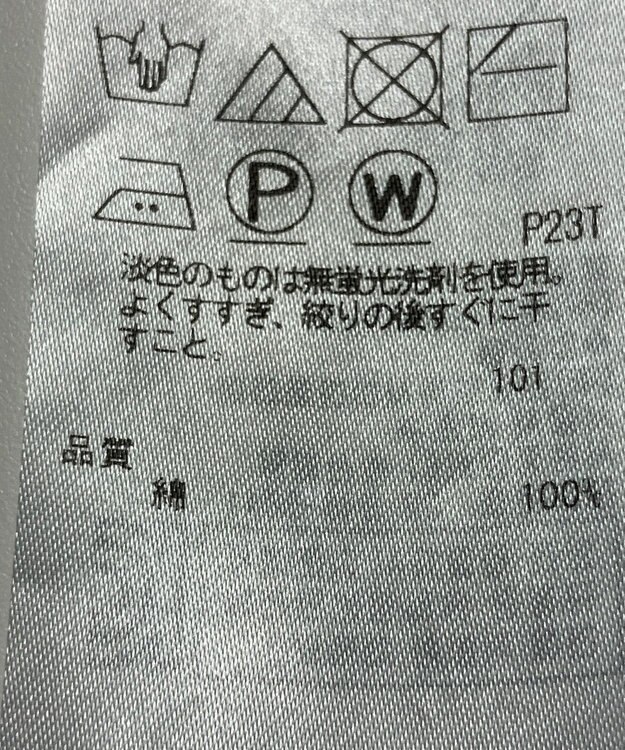 P W
P23T
淡色のものは無蛍光洗剤を使用。
よくすすぎ、絞りの後すぐに干
すこと。
101
品質
綿 100%